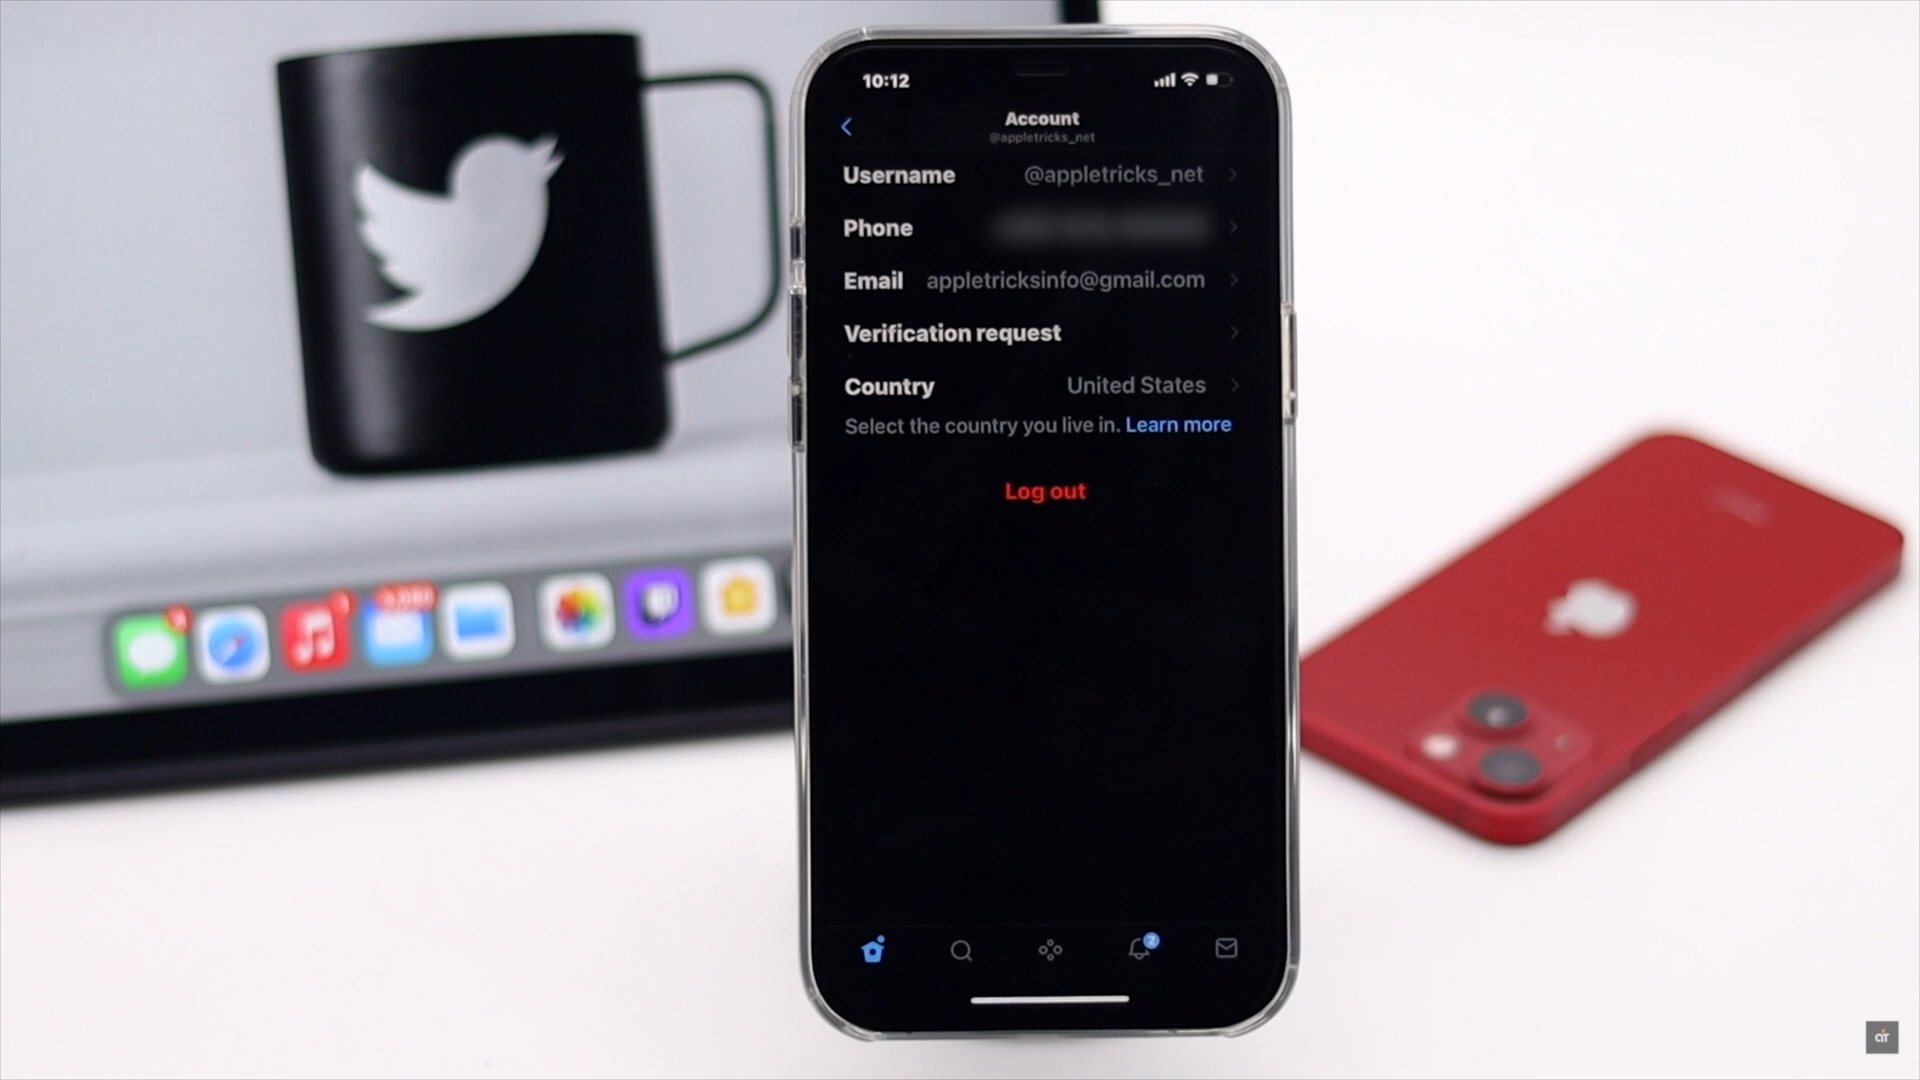 10:12
Account
@appletricks_net
Username @appletricks_net
Phone
Email appletricksinfo@gmail.com
Verification request
Country United States
Select the country you live in. Learn more
Log out
2